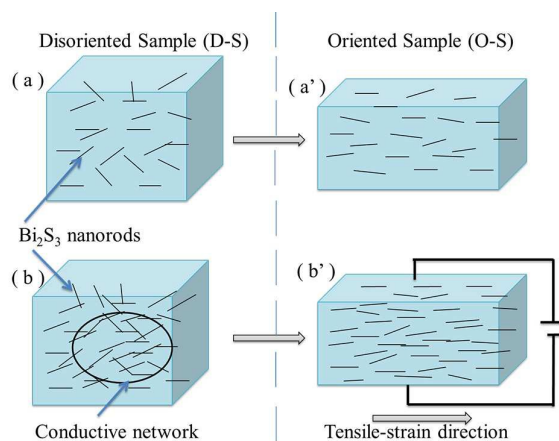 Disoriented Sample (D-S)
Oriented Sample (O-S)
( a )
( a’ )
Bi₂S₃ nanorods
( b )
( b’ )
Conductive network
Tensile-strain direction